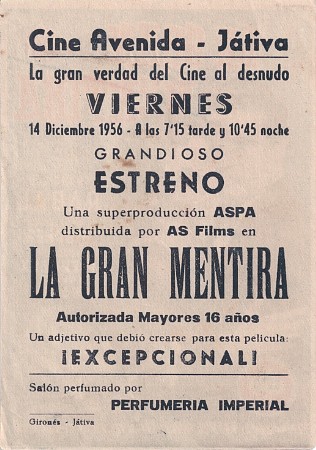 Cine Avenida - Játiva
La gran verdad del Cine al desnudo
VIERNES
14 Diciembre 1956 - A las 7'15 tarde y 10'45 noche
GRANDIOSO
ESTRENO
Una superproducción ASPA
distribuida por AS Films en
LA GRAN MENTIRA
Autorizada Mayores 16 años
Un adjetivo que debió crearse para esta pelicula:
¡EXCEPCIONAL!
Salón perfumado por
PERFUMERIA IMPERIAL
Gironés - Játiva